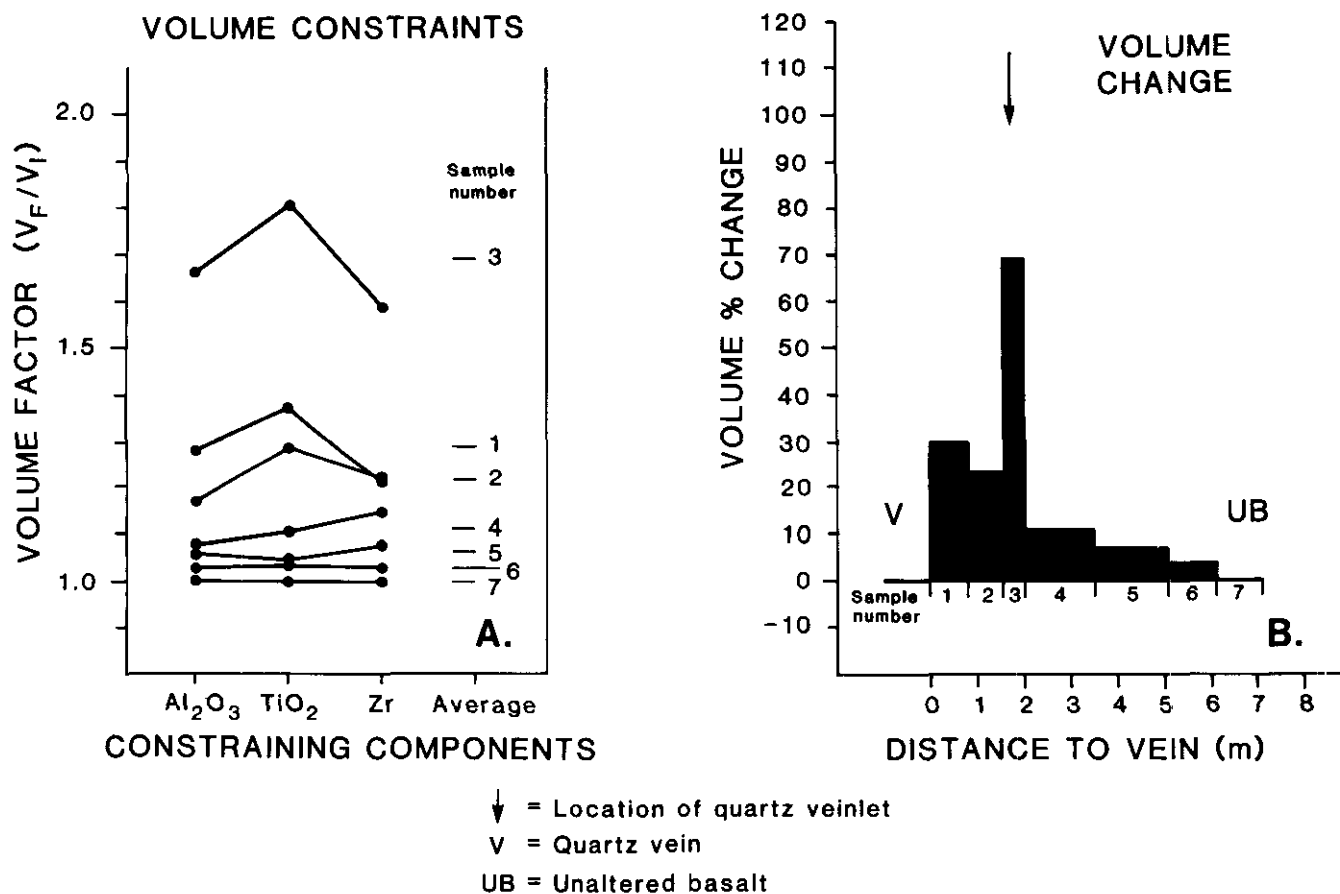 VOLUME CONSTRAINTS
VOLUME FACTOR (V_F/V_I)
2.0
1.5
1.0
Sample
number
3
1
2
4
5
6
7
A.
Al₂O₃ TiO₂ Zr Average
CONSTRAINING COMPONENTS
VOLUME
CHANGE
VOLUME % CHANGE
120
110
100
90
80
70
60
50
40
30
20
10
0
-10
V
UB
Sample
number
1 2 3 4 5 6 7
B.
0 1 2 3 4 5 6 7 8
DISTANCE TO VEIN (m)
↓ = Location of quartz veinlet
V = Quartz vein
UB = Unaltered basalt